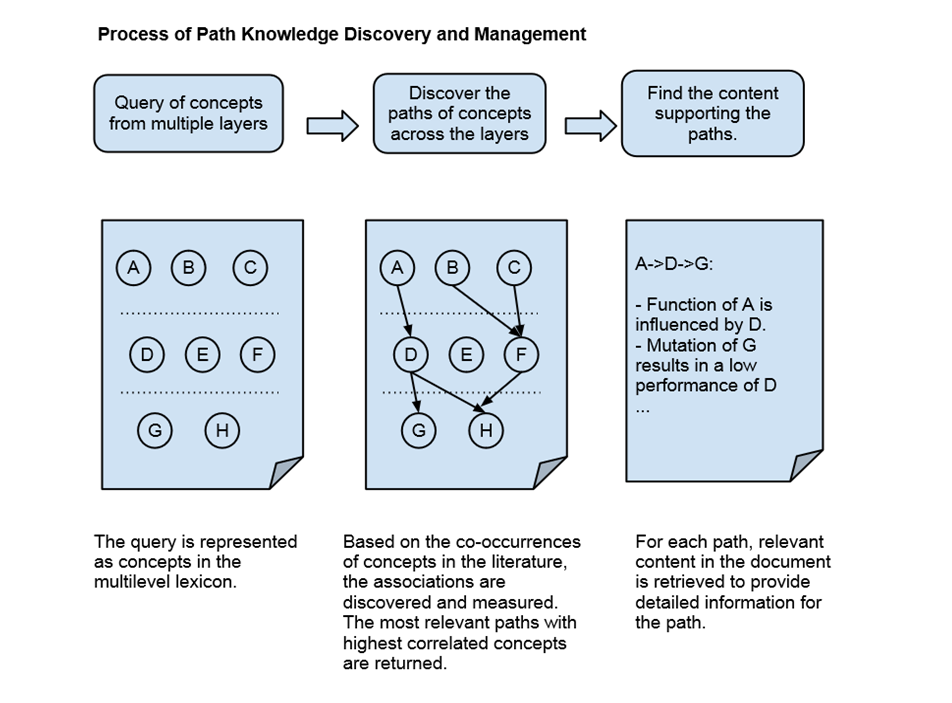 Process of Path Knowledge Discovery and Management
Query of concepts
from multiple layers
Discover the
paths of concepts
across the layers
Find the content
supporting the
paths.
A B C
D E F
G H
A B C
D E F
G H
A->D->G:
- Function of A is
influenced by D.
- Mutation of G
results in a low
performance of D
...
The query is represented
as concepts in the
multilevel lexicon.
Based on the co-occurrences
of concepts in the literature,
the associations are
discovered and measured.
The most relevant paths with
highest correlated concepts
are returned.
For each path, relevant
content in the document
is retrieved to provide
detailed information for
the path.